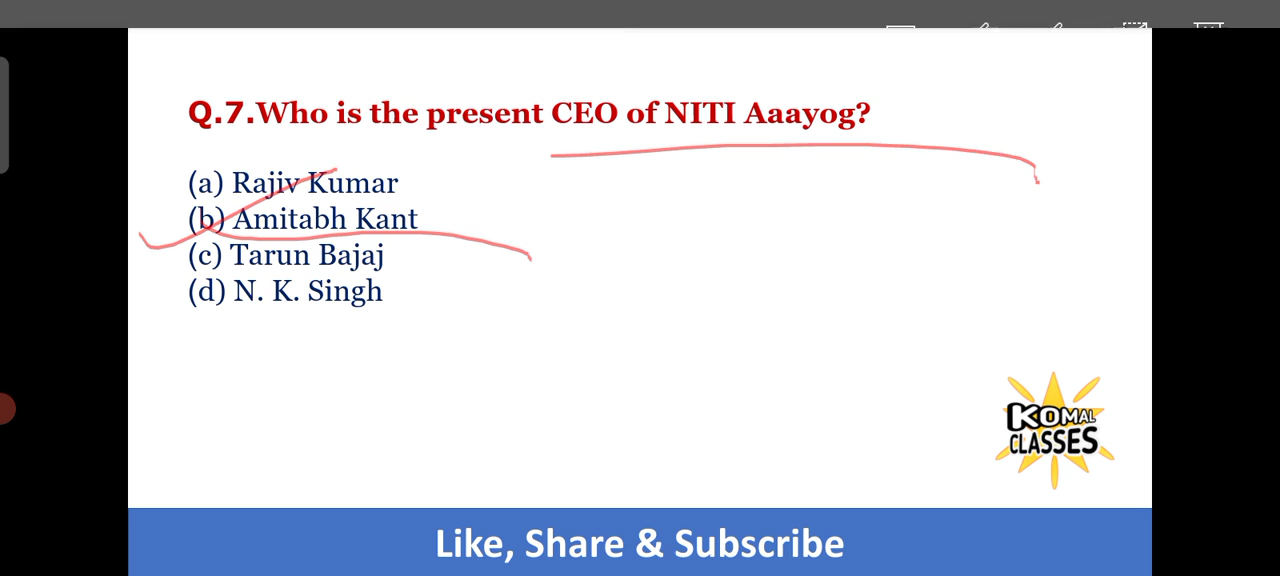 Q.7.Who is the present CEO of NITI Aaayog?
(a) Rajiv Kumar
(b) Amitabh Kant
(c) Tarun Bajaj
(d) N. K. Singh
KOMAL
CLASSES
Like, Share & Subscribe